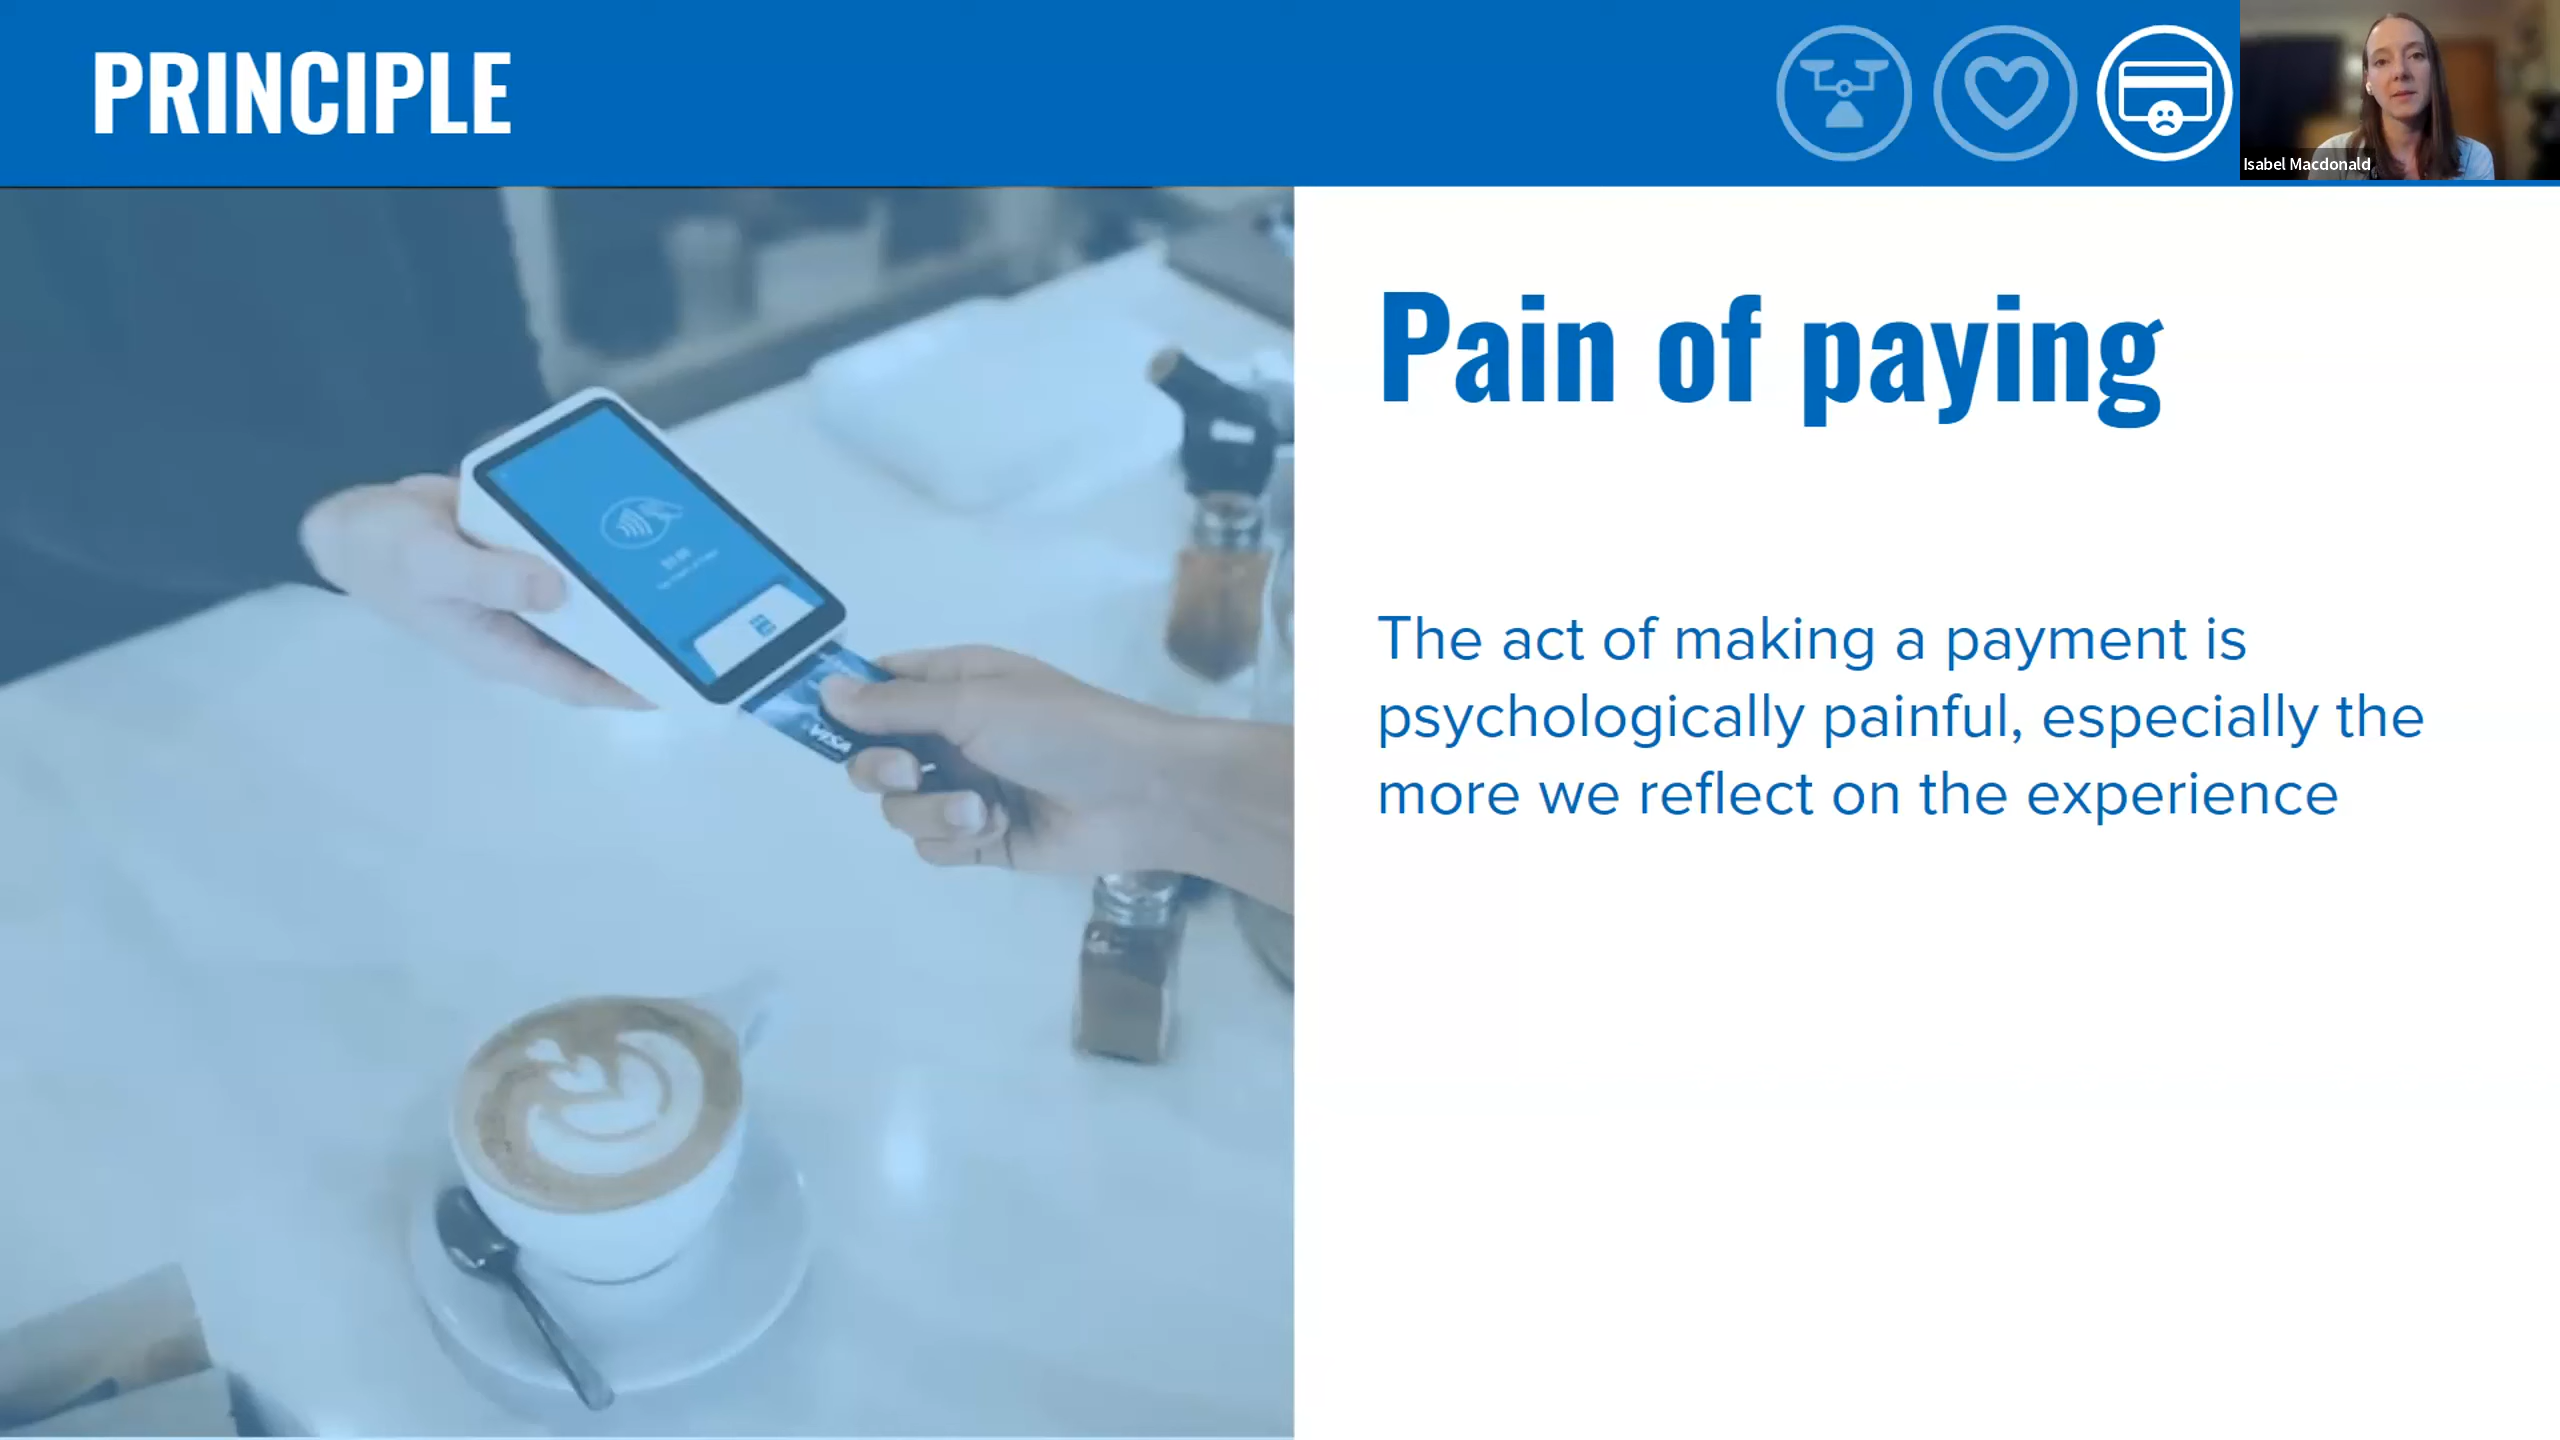 PRINCIPLE
Isabel Macdonald
Pain of paying
The act of making a payment is
psychologically painful, especially the
more we reflect on the experience
VISA